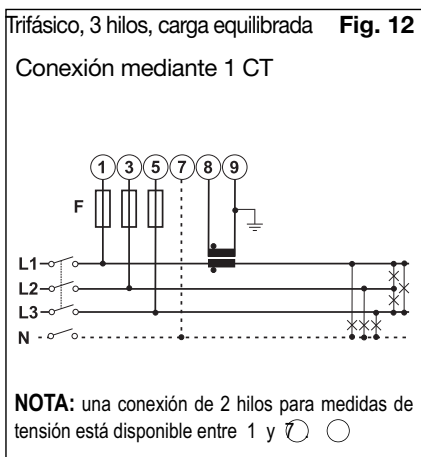 Trifásico, 3 hilos, carga equilibrada Fig. 12
Conexión mediante 1 CT
1 3 5 7 8 9
F
L1
L2
L3
N
NOTA: una conexión de 2 hilos para medidas de
tensión está disponible entre 1 y 7.